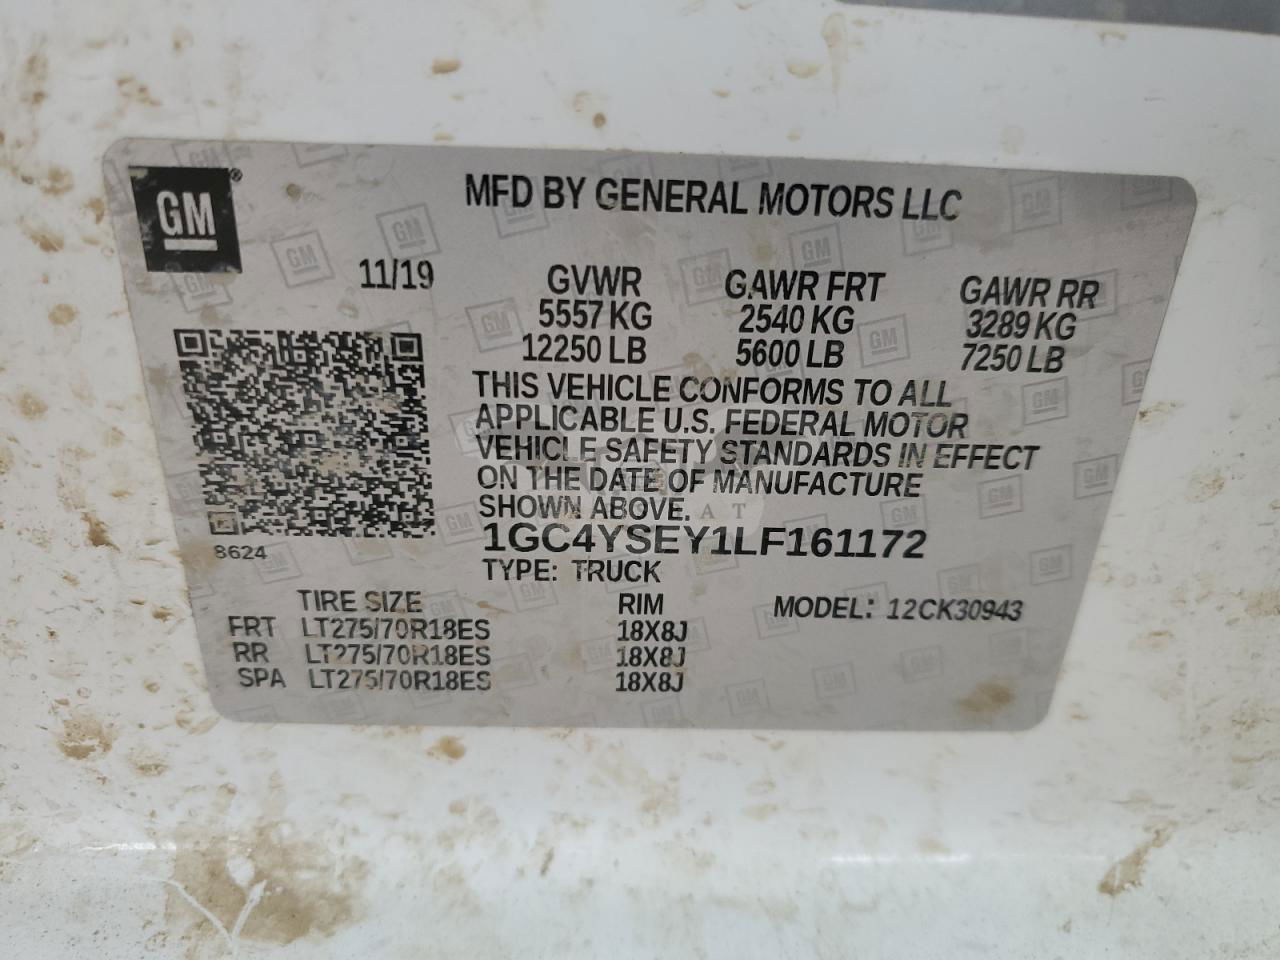 GM®
MFD BY GENERAL MOTORS LLC
11/19 GVWR GAWR FRT GAWR RR
5557 KG 2540 KG 3289 KG
12250 LB 5600 LB 7250 LB
THIS VEHICLE CONFORMS TO ALL
APPLICABLE U.S. FEDERAL MOTOR
VEHICLE SAFETY STANDARDS IN EFFECT
ON THE DATE OF MANUFACTURE
SHOWN ABOVE.
8624
1GC4YSEY1LF161172
TYPE: TRUCK
TIRE SIZE RIM MODEL: 12CK30943
FRT LT275/70R18ES 18X8J
RR LT275/70R18ES 18X8J
SPA LT275/70R18ES 18X8J